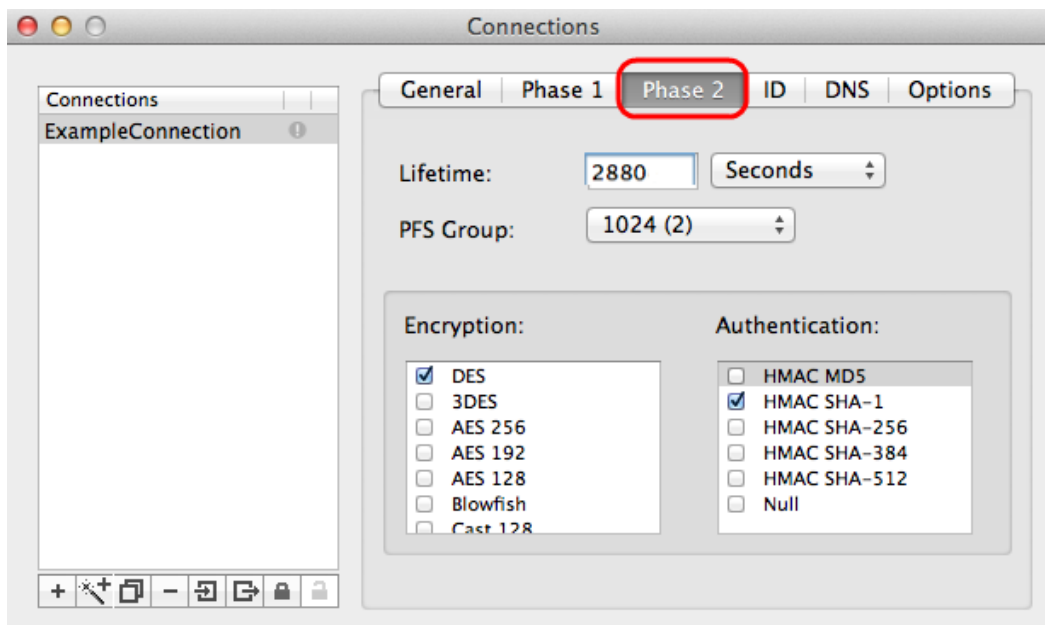 Connections
Connections
ExampleConnection
General Phase 1 Phase 2 ID DNS Options
Lifetime: 2880 Seconds
PFS Group: 1024 (2)
Encryption:
DES
3DES
AES 256
AES 192
AES 128
Blowfish
Cast 128
Authentication:
HMAC MD5
HMAC SHA-1
HMAC SHA-256
HMAC SHA-384
HMAC SHA-512
Null